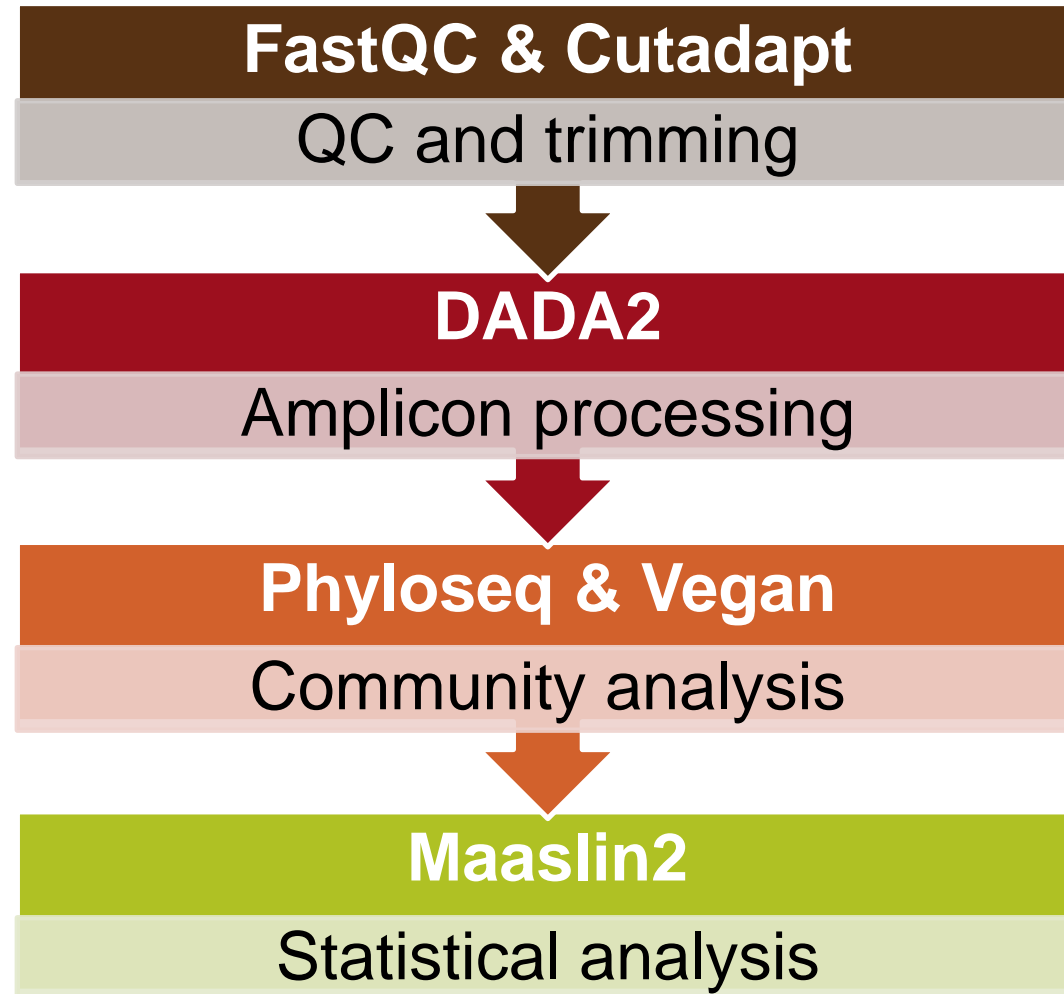 FastQC & Cutadapt
QC and trimming
DADA2
Amplicon processing
Phyloseq & Vegan
Community analysis
Maaslin2
Statistical analysis